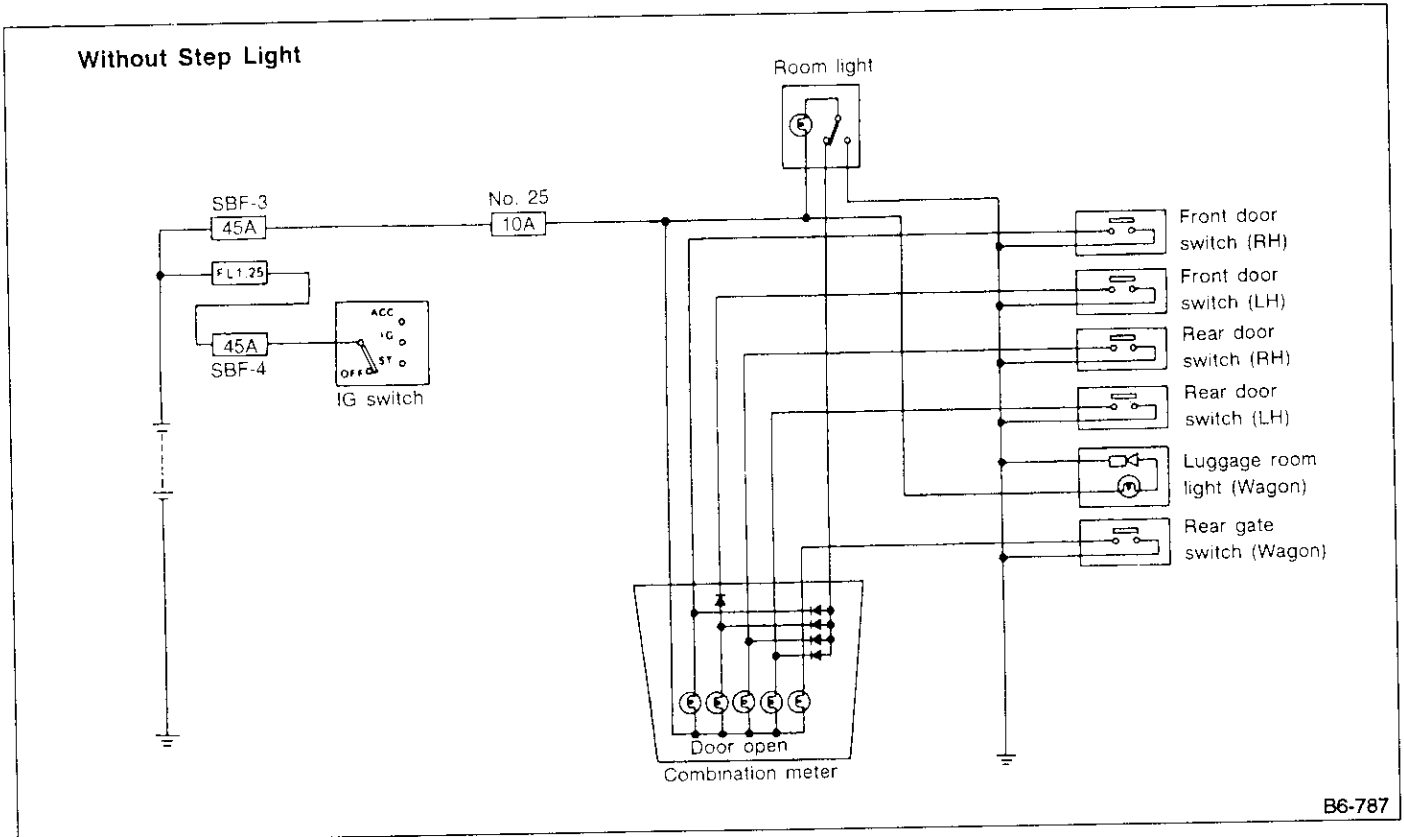 Without Step Light
Room light
SBF-3
45A
No. 25
10A
FL1.25
45A
SBF-4
ACC
IG
ST
OFF
IG switch
Front door
switch (RH)
Front door
switch (LH)
Rear door
switch (RH)
Rear door
switch (LH)
Luggage room
light (Wagon)
Rear gate
switch (Wagon)
Door open
Combination meter
B6-787